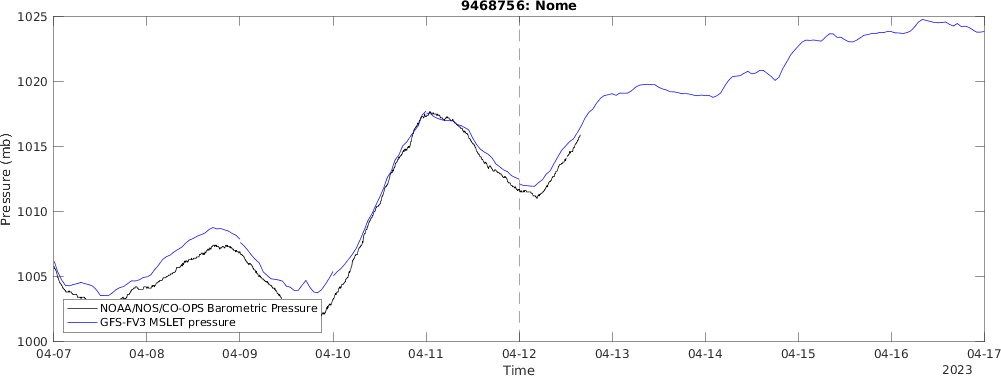 9468756: Nome
1025
1020
1015
1010
1005
1000
Pressure (mb)
NOAA/NOS/CO-OPS Barometric Pressure
GFS-FV3 MSLET pressure
04-07 04-08 04-09 04-10 04-11 04-12 04-13 04-14 04-15 04-16 04-17
Time
2023